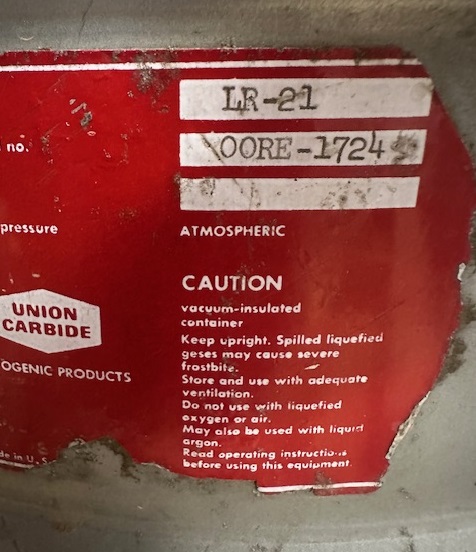 LR-21
no. OORE-1724
pressure ATMOSPHERIC
CAUTION
vacuum-insulated
container
UNION
CARBIDE
Keep upright. Spilled liquefied
geses may cause severe
frostbite.
OGENIC PRODUCTS
Store and use with adequate
ventilation.
Do not use with liquefied
oxygen or air.
May also be used with liquid
argon.
de in U.S
Read operating instructions
before using this equipment.